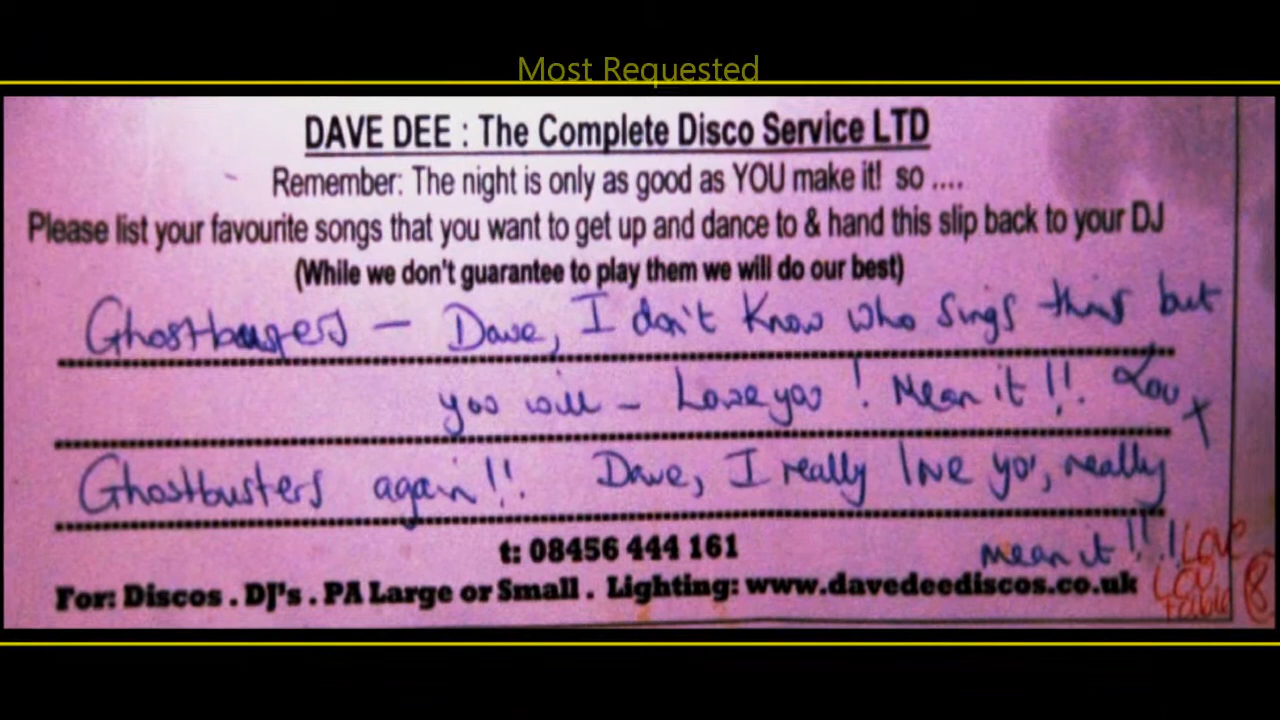 Most Requested
DAVE DEE : The Complete Disco Service LTD
Remember: The night is only as good as YOU make it! so ....
Please list your favourite songs that you want to get up and dance to & hand this slip back to your DJ
(While we don't guarantee to play them we will do our best)
Dave, I don't know who sings this but
you will - Love you! Mean it!! Lou x
Ghostbusters again!! Dave, I really love you, really
mean it!!!
Love
Lou
t: 08456 444 161
For: Discos . DJ's . PA Large or Small . Lighting: www.davedeediscos.co.uk